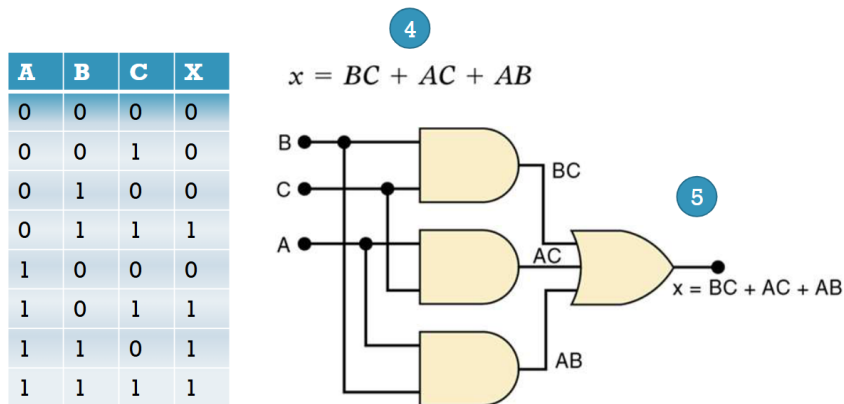 4
x = BC + AC + AB
A B C X
0 0 0 0
0 0 1 0
0 1 0 0
0 1 1 1
1 0 0 0
1 0 1 1
1 1 0 1
1 1 1 1
B
C
A
BC
AC
AB
5
x = BC + AC + AB